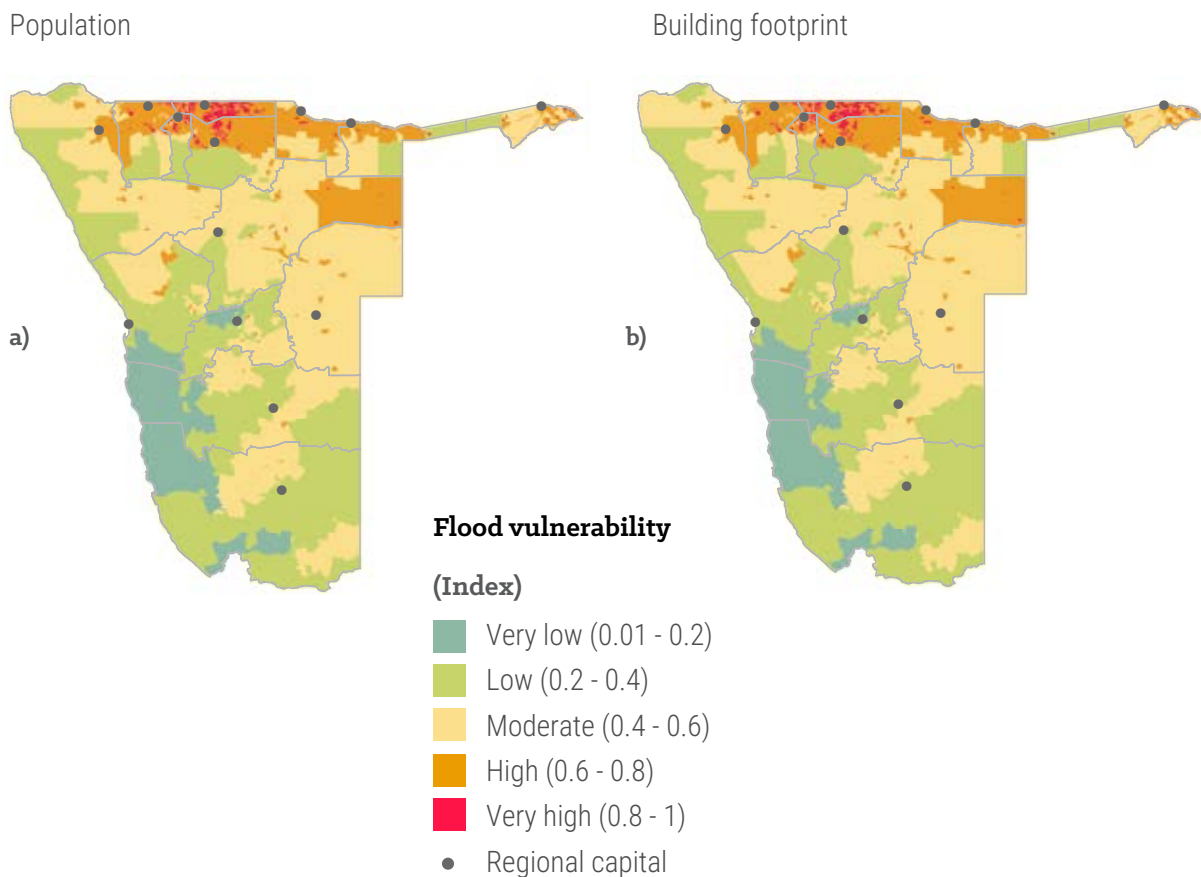 Population
Building footprint
a)
b)
Flood vulnerability
(Index)
Very low (0.01 - 0.2)
Low (0.2 - 0.4)
Moderate (0.4 - 0.6)
High (0.6 - 0.8)
Very high (0.8 - 1)
Regional capital